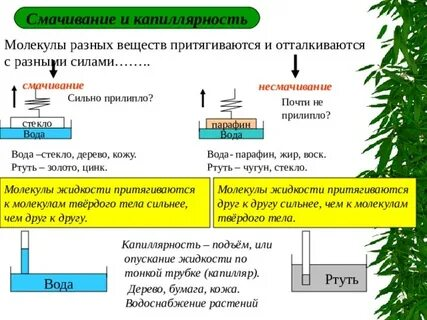 Смачивание и капиллярность
Молекулы разных веществ притягиваются и отталкиваются
с разными силами……..
смачивание
Сильно прилипло?
стекло
Вода
несмачивание
Почти не
прилипло?
парафин
Вода
Вода –стекло, дерево, кожу.
Ртуть – золото, цинк.
Вода- парафин, жир, воск.
Ртуть – чугун, стекло.
Молекулы жидкости притягиваются
к молекулам твёрдого тела сильнее,
чем друг к другу.
Молекулы жидкости притягиваются
друг к другу сильнее, чем к молекулам
твёрдого тела.
Капиллярность – подъём, или
опускание жидкости по
тонкой трубке (капилляр).
Дерево, бумага, кожа.
Водоснабжение растений
Вода
Ртуть